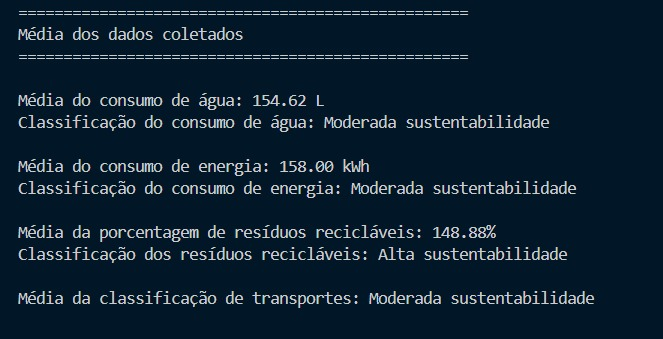 ==================================================
Média dos dados coletados
==================================================
Média do consumo de água: 154.62 L
Classificação do consumo de água: Moderada sustentabilidade
Média do consumo de energia: 158.00 kWh
Classificação do consumo de energia: Moderada sustentabilidade
Média da porcentagem de resíduos recicláveis: 148.88%
Classificação dos resíduos recicláveis: Alta sustentabilidade
Média da classificação de transportes: Moderada sustentabilidade